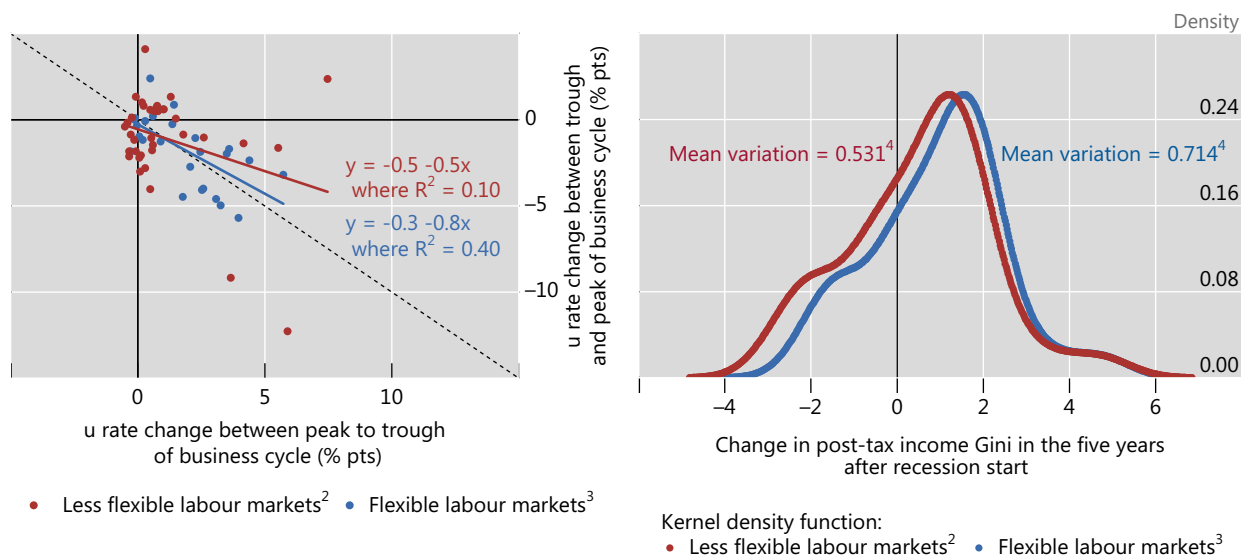 0
−5
−10
u rate change between trough
and peak of business cycle (% pts)
y = -0.5 -0.5x
where R² = 0.10
y = -0.3 -0.8x
where R² = 0.40
0
5
10
u rate change between peak to trough
of business cycle (% pts)
Less flexible labour markets² Flexible labour markets³
Density
0.24
0.16
0.08
0.00
Mean variation = 0.531⁴
Mean variation = 0.714⁴
−4
−2
0
2
4
6
Change in post-tax income Gini in the five years
after recession start
Kernel density function:
Less flexible labour markets² Flexible labour markets³